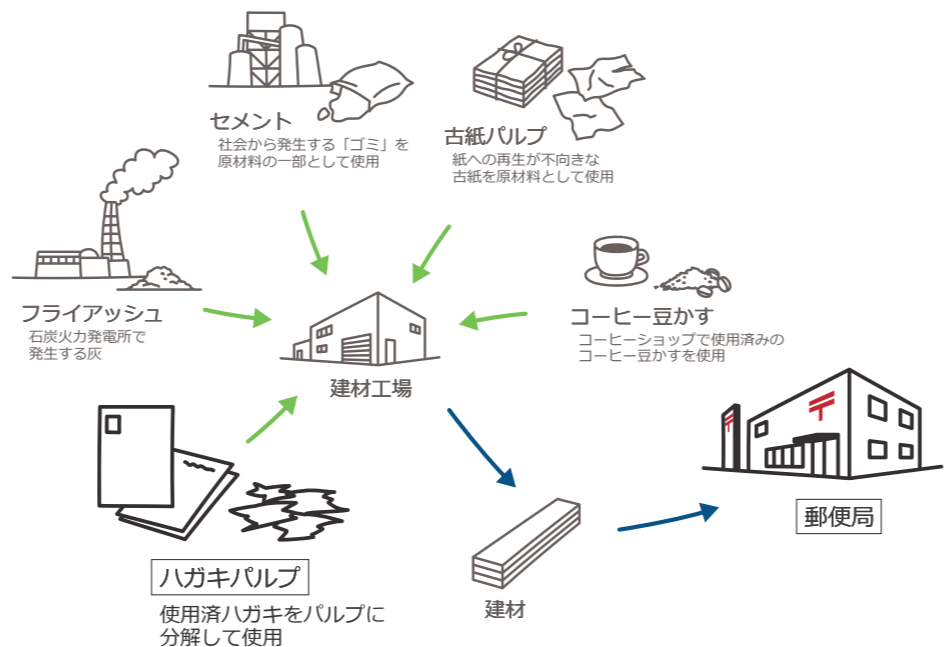 セメント
社会から発生する「ゴミ」を
原材料の一部として使用
古紙パルプ
紙への再生が不向きな
古紙を原材料として使用
フライアッシュ
石炭火力発電所で
発生する灰
コーヒー豆かす
コーヒーショップで使用済みの
コーヒー豆かすを使用
建材工場
ハガキパルプ
使用済ハガキをパルプに
分解して使用
建材
郵便局